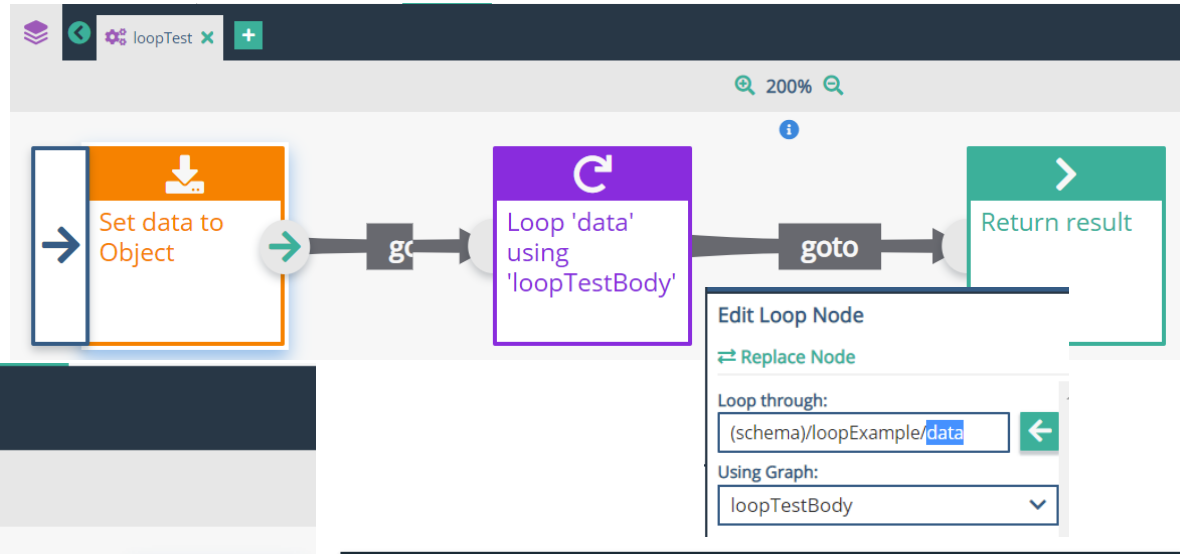 loopTest
200%
Set data to
Object
Loop 'data'
using
'loopTestBody'
goto
Return result
Edit Loop Node
Replace Node
Loop through:
(schema)/loopExample/data
Using Graph:
loopTestBody